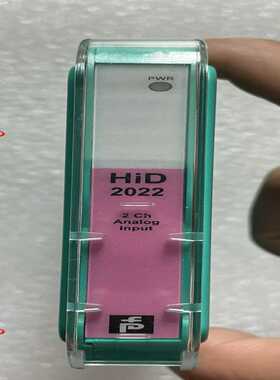 PWR
HiD
2022
2 Ch
Analog
Input